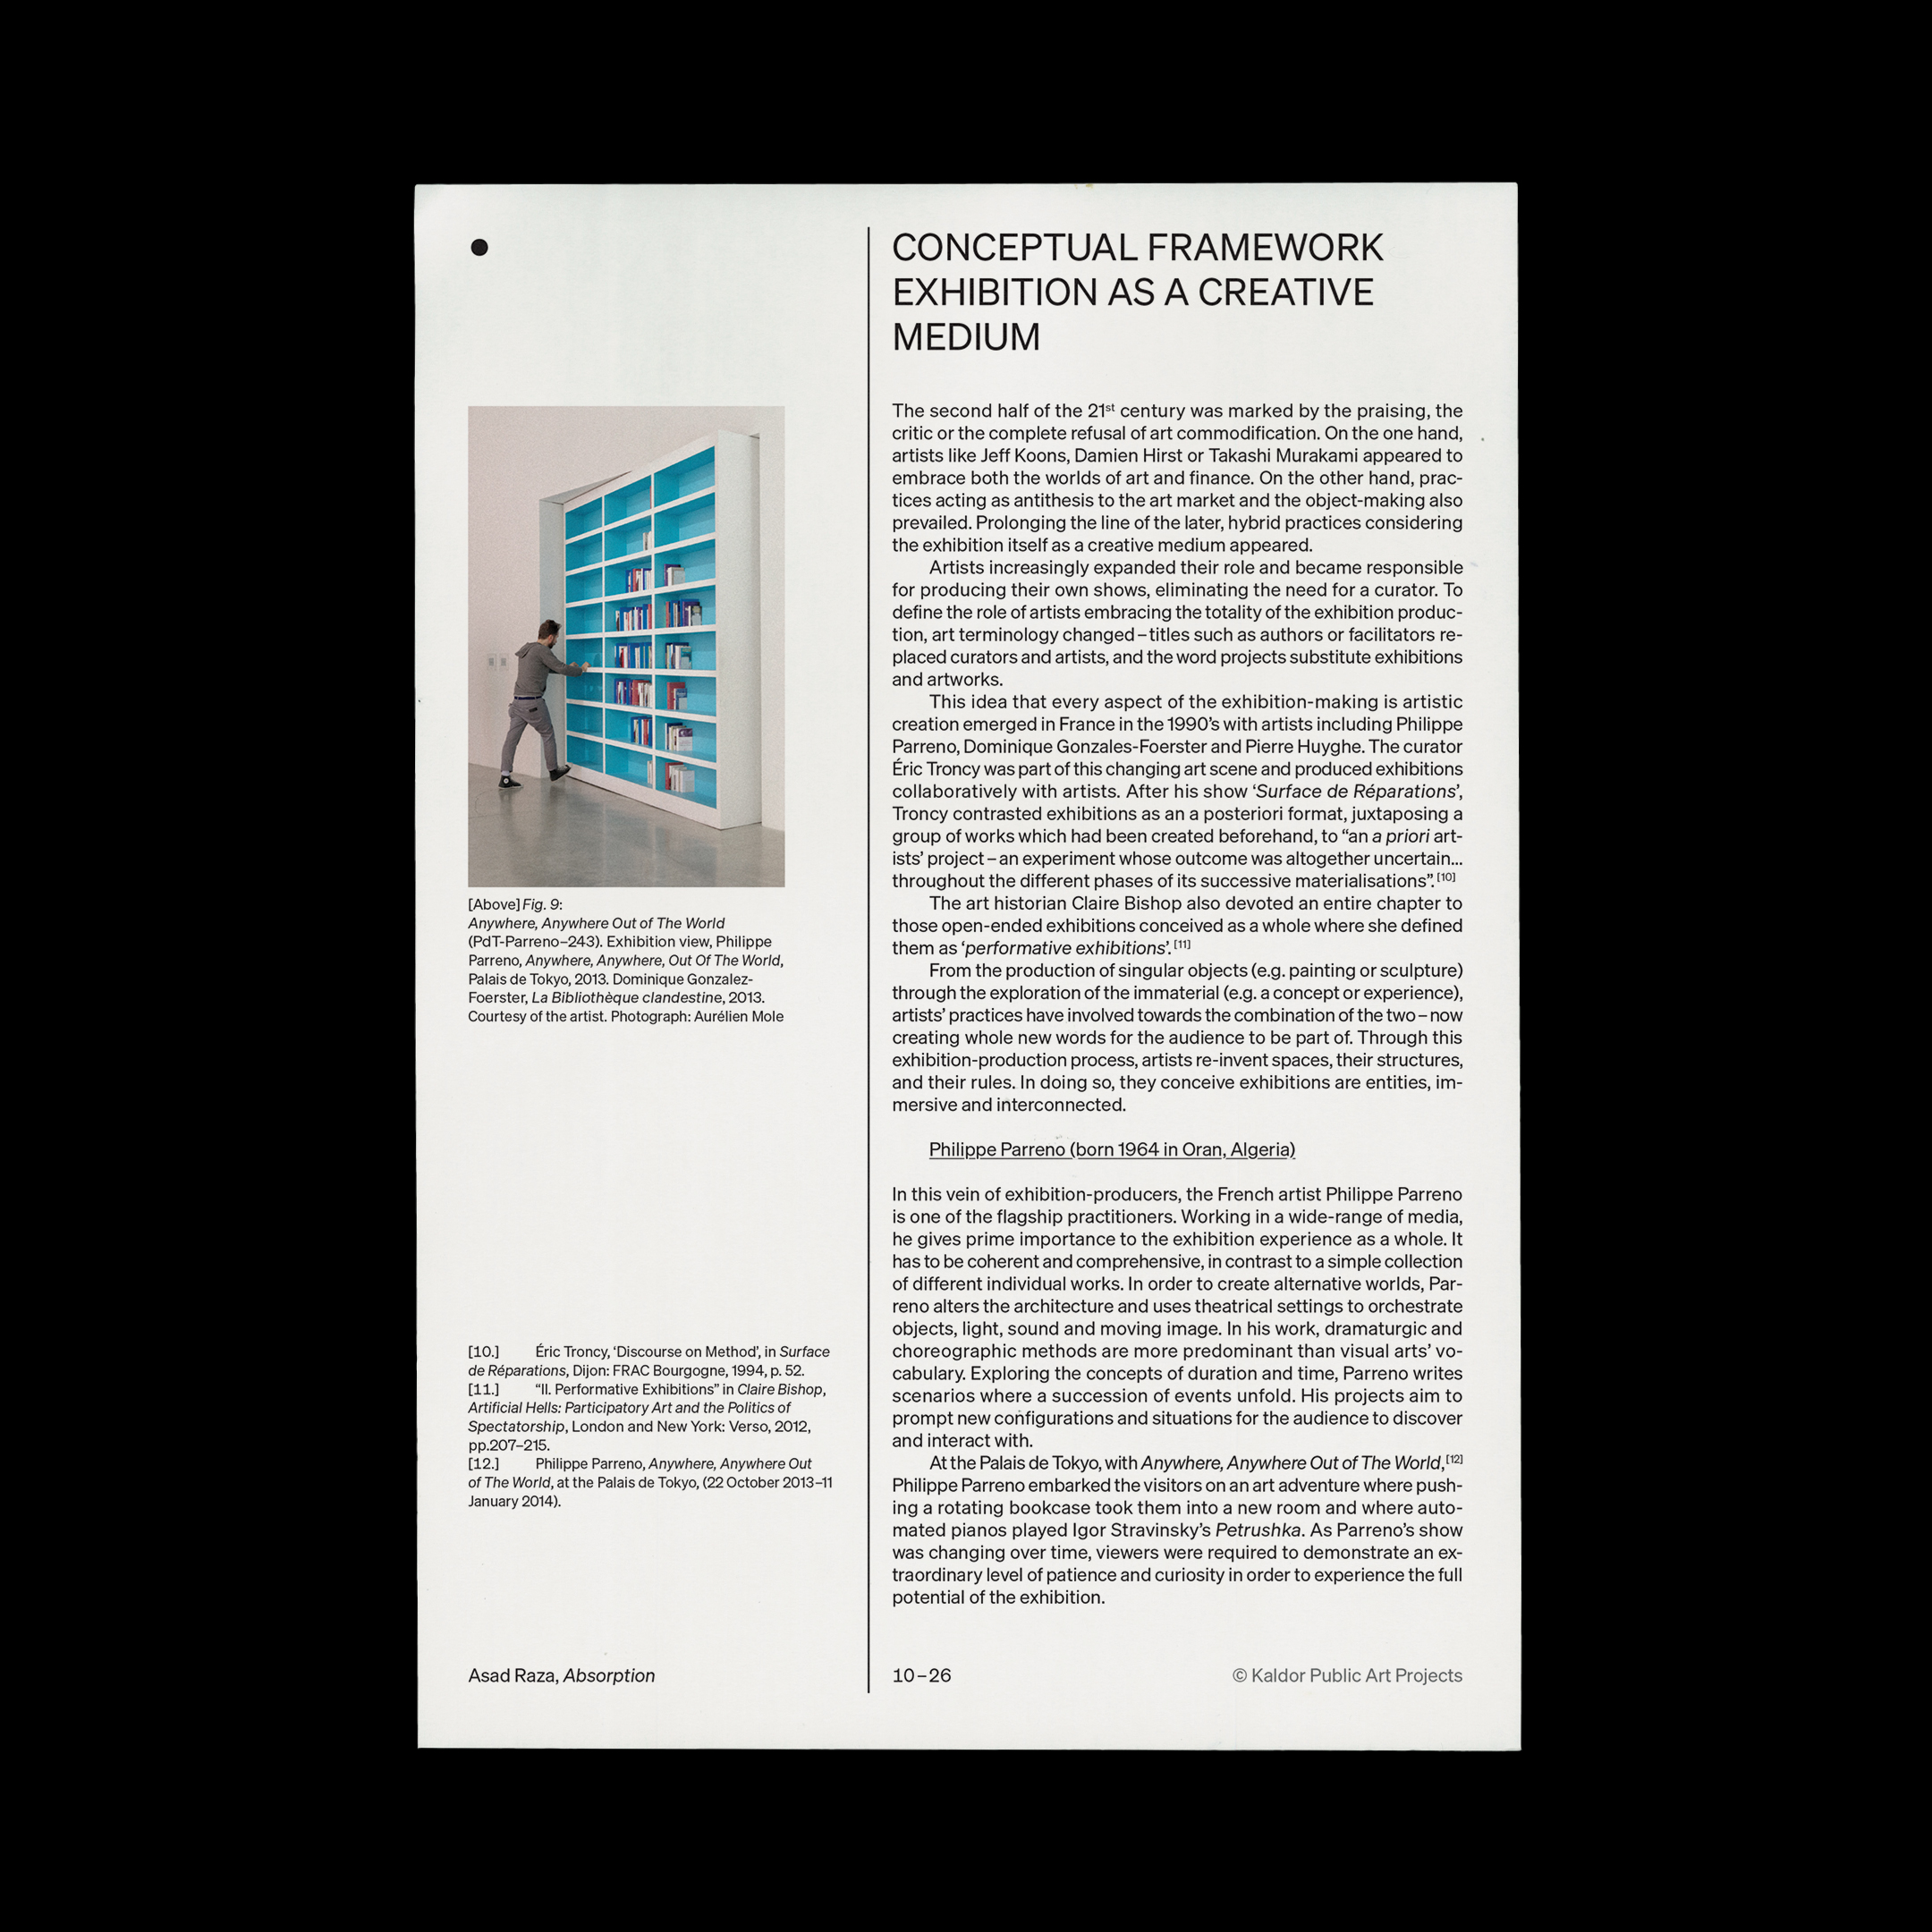 CONCEPTUAL FRAMEWORK
EXHIBITION AS A CREATIVE
MEDIUM
The second half of the 21st century was marked by the praising, the
critic or the complete refusal of art commodification. On the one hand,
artists like Jeff Koons, Damien Hirst or Takashi Murakami appeared to
embrace both the worlds of art and finance. On the other hand, prac-
tices acting as antithesis to the art market and the object-making also
prevailed. Prolonging the line of the later, hybrid practices considering
the exhibition itself as a creative medium appeared.
Artists increasingly expanded their role and became responsible
for producing their own shows, eliminating the need for a curator. To
define the role of artists embracing the totality of the exhibition produc-
tion, art terminology changed – titles such as authors or facilitators re-
placed curators and artists, and the word projects substitute exhibitions
and artworks.
This idea that every aspect of the exhibition-making is artistic
creation emerged in France in the 1990’s with artists including Philippe
Parreno, Dominique Gonzales-Foerster and Pierre Huyghe. The curator
Éric Troncy was part of this changing art scene and produced exhibitions
collaboratively with artists. After his show ‘Surface de Réparations’,
Troncy contrasted exhibitions as an a posteriori format, juxtaposing a
group of works which had been created beforehand, to “an a priori art-
ists’ project – an experiment whose outcome was altogether uncertain...
throughout the different phases of its successive materialisations”.[10]
The art historian Claire Bishop also devoted an entire chapter to
those open-ended exhibitions conceived as a whole where she defined
them as ‘performative exhibitions’.[11]
From the production of singular objects (e.g. painting or sculpture)
through the exploration of the immaterial (e.g. a concept or experience),
artists’ practices have involved towards the combination of the two – now
creating whole new words for the audience to be part of. Through this
exhibition-production process, artists re-invent spaces, their structures,
and their rules. In doing so, they conceive exhibitions are entities, im-
mersive and interconnected.
Philippe Parreno (born 1964 in Oran, Algeria)
In this vein of exhibition-producers, the French artist Philippe Parreno
is one of the flagship practitioners. Working in a wide-range of media,
he gives prime importance to the exhibition experience as a whole. It
has to be coherent and comprehensive, in contrast to a simple collection
of different individual works. In order to create alternative worlds, Par-
reno alters the architecture and uses theatrical settings to orchestrate
objects, light, sound and moving image. In his work, dramaturgic and
choreographic methods are more predominant than visual arts’ vo-
cabulary. Exploring the concepts of duration and time, Parreno writes
scenarios where a succession of events unfold. His projects aim to
prompt new configurations and situations for the audience to discover
and interact with.
At the Palais de Tokyo, with Anywhere, Anywhere Out of The World,[12]
Philippe Parreno embarked the visitors on an art adventure where push-
ing a rotating bookcase took them into a new room and where auto-
mated pianos played Igor Stravinsky’s Petrushka. As Parreno’s show
was changing over time, viewers were required to demonstrate an ex-
traordinary level of patience and curiosity in order to experience the full
potential of the exhibition.
[Above] Fig. 9:
Anywhere, Anywhere Out of The World
(PdT-Parreno–243). Exhibition view, Philippe
Parreno, Anywhere, Anywhere, Out Of The World,
Palais de Tokyo, 2013. Dominique Gonzalez-
Foerster, La Bibliothèque clandestine, 2013.
Courtesy of the artist. Photograph: Aurélien Mole
[10.] Éric Troncy, ‘Discourse on Method’, in Surface
de Réparations, Dijon: FRAC Bourgogne, 1994, p. 52.
[11.] “II. Performative Exhibitions” in Claire Bishop,
Artificial Hells: Participatory Art and the Politics of
Spectatorship, London and New York: Verso, 2012,
pp.207–215.
[12.] Philippe Parreno, Anywhere, Anywhere Out
of The World, at the Palais de Tokyo, (22 October 2013–11
January 2014).
Asad Raza, Absorption
10–26
© Kaldor Public Art Projects